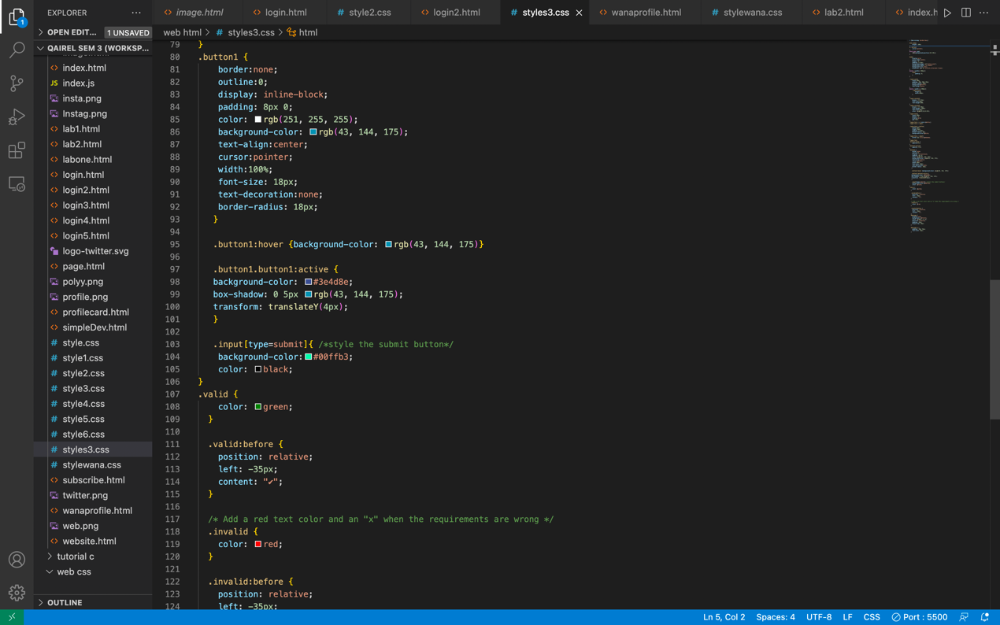 EXPLORER
image.html login.html style2.css login2.html styles3.css wanaprofile.html stylewana.css lab2.html index.h
OPEN EDIT... 1 UNSAVED
web html > styles3.css > html
QAIREL SEM 3 (WORKSP...
index.html
index.js
insta.png
Instag.png
lab1.html
lab2.html
labone.html
login.html
login2.html
login3.html
login4.html
login5.html
logo-twitter.svg
page.html
polyy.png
profile.png
profilecard.html
simpleDev.html
style.css
style1.css
style2.css
style3.css
style4.css
style5.css
style6.css
styles3.css
stylewana.css
subscribe.html
twitter.png
wanaprofile.html
web.png
website.html
tutorial c
web css
OUTLINE
79 }
80 .button1 {
81 border:none;
82 outline:0;
83 display: inline-block;
84 padding: 8px 0;
85 color: rgb(251, 255, 255);
86 background-color: rgb(43, 144, 175);
87 text-align:center;
88 cursor:pointer;
89 width:100%;
90 font-size: 18px;
91 text-decoration:none;
92 border-radius: 18px;
93 }
94
95 .button1:hover {background-color: rgb(43, 144, 175)}
96
97 .button1.button1:active {
98 background-color: #3e4d8e;
99 box-shadow: 0 5px rgb(43, 144, 175);
100 transform: translateY(4px);
101 }
102
103 .input[type=submit]{ /*style the submit button*/
104 background-color:#00ffb3;
105 color: black;
106 }
107 .valid {
108 color: green;
109 }
110
111 .valid:before {
112 position: relative;
113 left: -35px;
114 content: "✔";
115 }
116
117 /* Add a red text color and an "x" when the requirements are wrong */
118 .invalid {
119 color: red;
120 }
121
122 .invalid:before {
123 position: relative;
124 left: -35px;
1
JS
Ln 5, Col 2 Spaces: 4 UTF-8 LF CSS Port : 5500